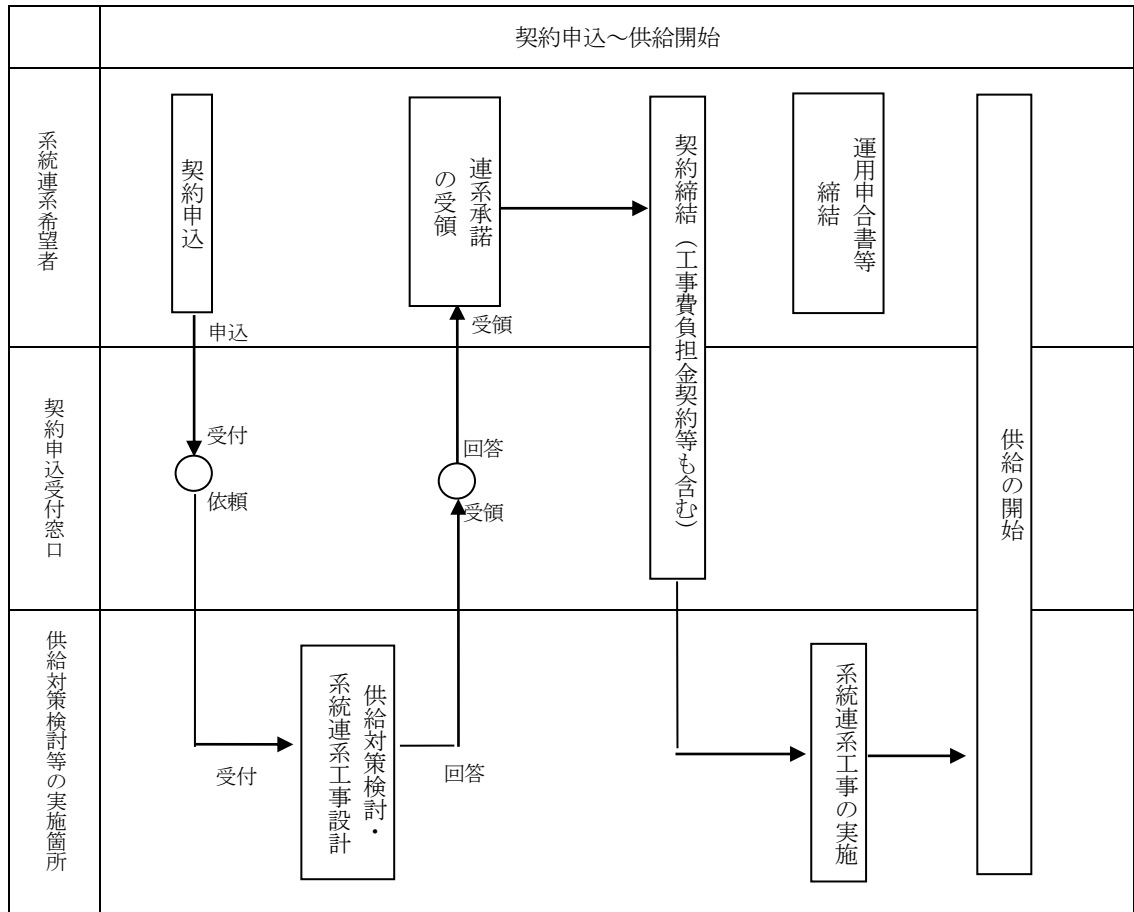 契約申込～供給開始
系統連系希望者
契約申込
連系承諾
の受領
契約締結（工事費負担金契約等も含む）
運用申合書等
締結
申込
受領
契約申込受付窓口
受付
依頼
回答
受領
供給の開始
供給対策検討等の実施箇所
供給対策検討・
系統連系工事設計
受付
回答
系統連系工事の実施